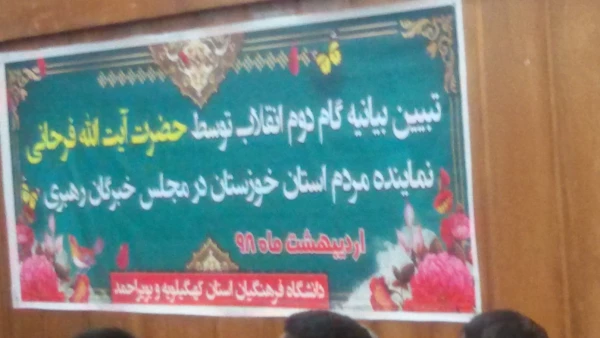 تبیین بیانیه گام دوم انقلاب توسط حضرت آیت الله فرحانی
نماینده مردم استان خوزستان در مجلس خبرگان رهبری
اردیبهشت ماه ۹۸
دانشگاه فرهنگیان استان کهگیلویه و بویراحمد